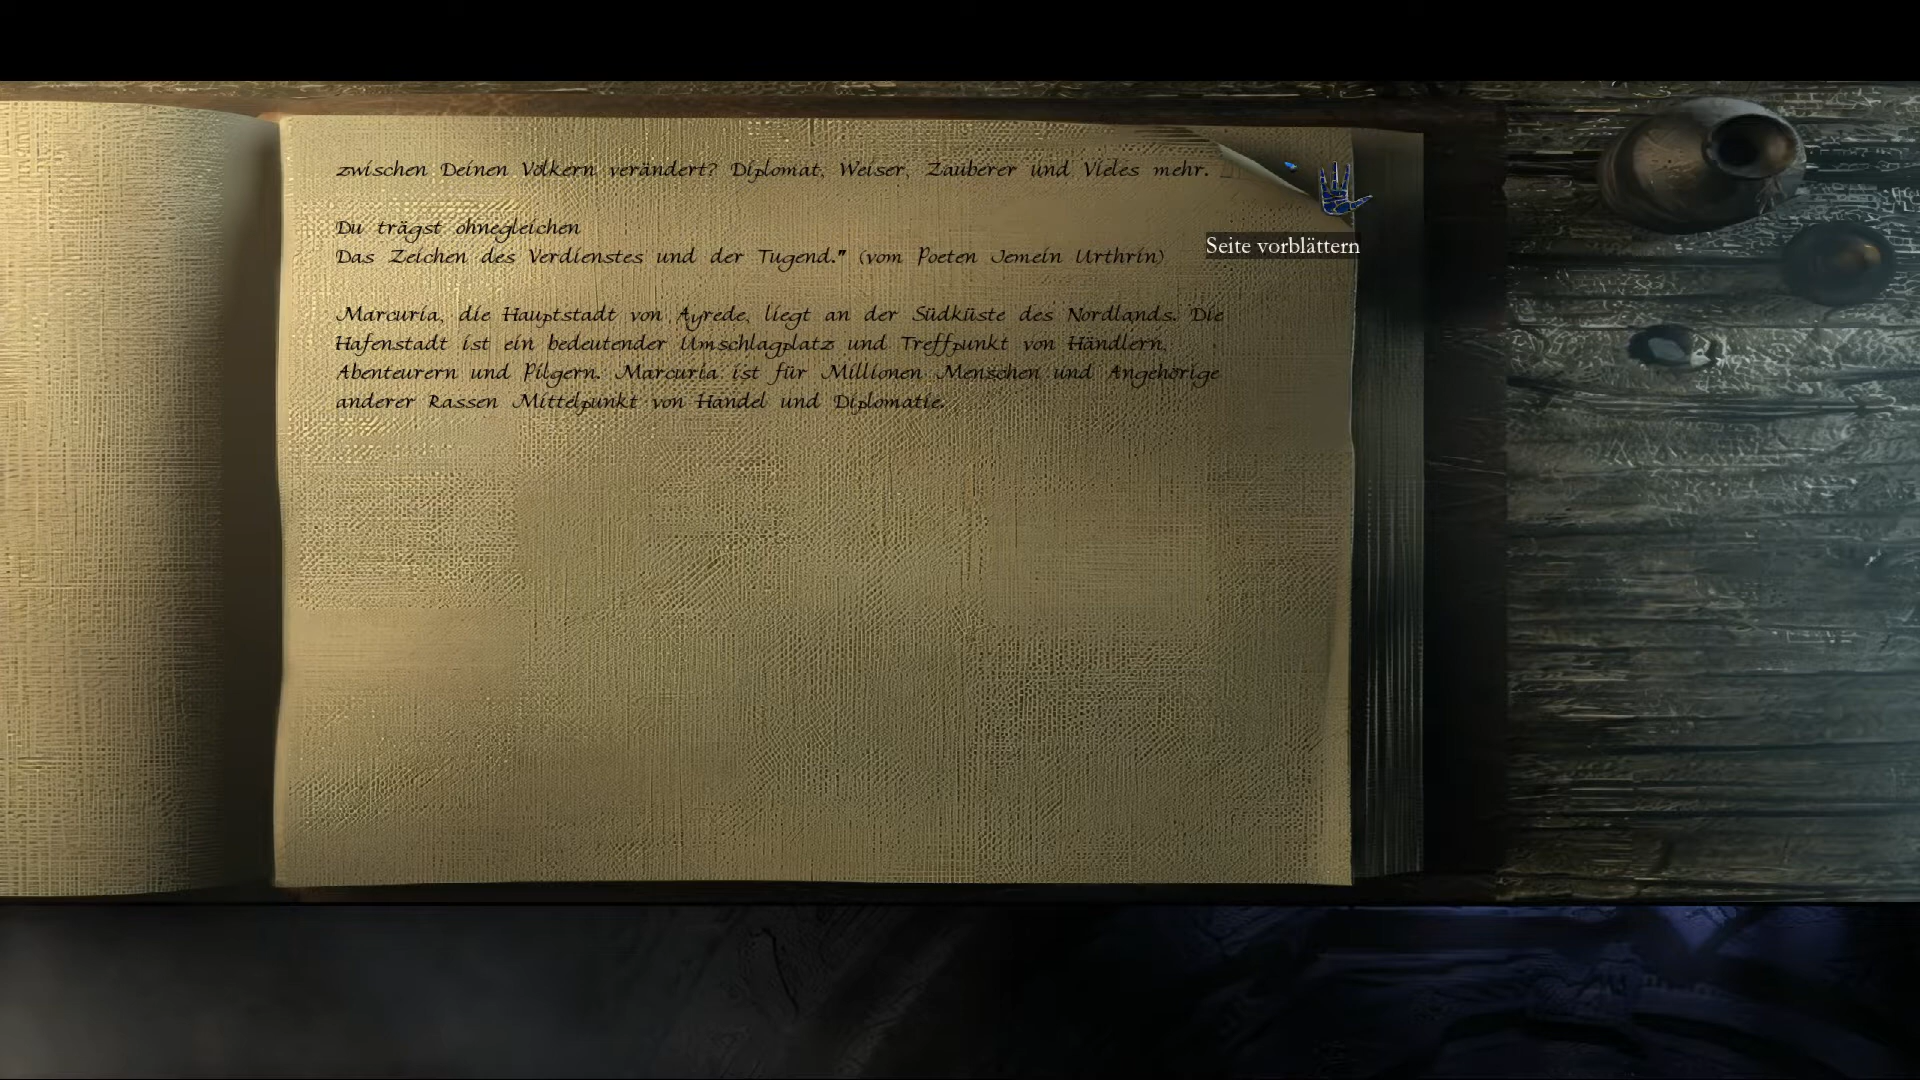 zwischen Deinen Völkern verändert? Diplomat, Weiser, Zauberer und Vieles mehr.
Du trägst ohnegleichen
Das Zeichen des Verdienstes und der Tugend." (vom Poeten Jemein Urthrin)
Seite vorblättern
Marcuria, die Hauptstadt von Ayrede, liegt an der Südküste des Nordlands. Die
Hafenstadt ist ein bedeutender Umschlagplatz und Treffpunkt von Händlern,
Abenteurern und Pilgern. Marcuria ist für Millionen Menschen und Angehörige
anderer Rassen Mittelpunkt von Handel und Diplomatie.